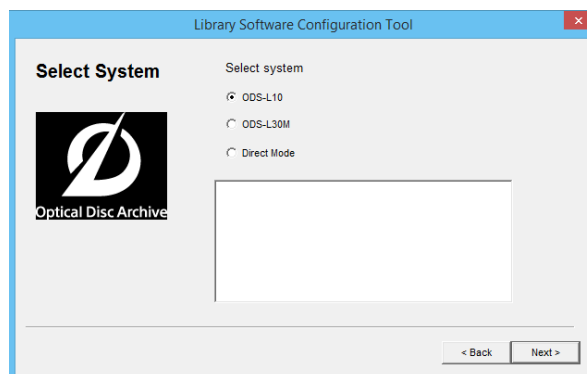 Library Software Configuration Tool
Select System
Select system
ODS-L10
ODS-L30M
Direct Mode
Optical Disc Archive
< Back
Next >